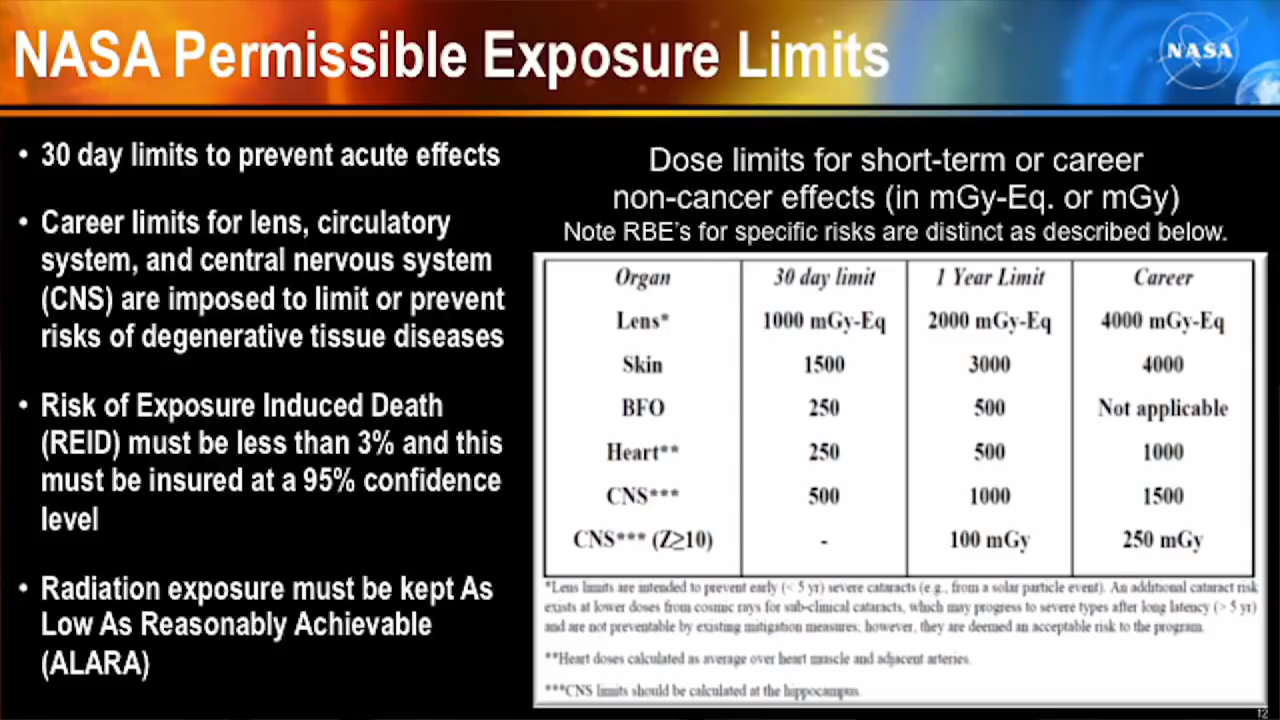 NASA Permissible Exposure Limits
NASA
• 30 day limits to prevent acute effects
• Career limits for lens, circulatory
system, and central nervous system
(CNS) are imposed to limit or prevent
risks of degenerative tissue diseases
• Risk of Exposure Induced Death
(REID) must be less than 3% and this
must be insured at a 95% confidence
level
• Radiation exposure must be kept As
Low As Reasonably Achievable
(ALARA)
Dose limits for short-term or career
non-cancer effects (in mGy-Eq. or mGy)
Note RBE's for specific risks are distinct as described below.
Organ 30 day limit 1 Year Limit Career
Lens* 1000 mGy-Eq 2000 mGy-Eq 4000 mGy-Eq
Skin 1500 3000 4000
BFO 250 500 Not applicable
Heart** 250 500 1000
CNS*** 500 1000 1500
CNS*** (Z≥10) - 100 mGy 250 mGy
*Lens limits are intended to prevent early (< 5 yr) severe cataracts (e.g., from a solar particle event). An additional cataract risk
exists at lower doses from cosmic rays for sub-clinical cataracts, which may progress to severe types after long latency (> 5 yr)
and are not preventable by existing mitigation measures; however, they are deemed an acceptable risk to the program.
**Heart doses calculated as average over heart muscle and adjacent arteries.
***CNS limits should be calculated at the hippocampus.
12